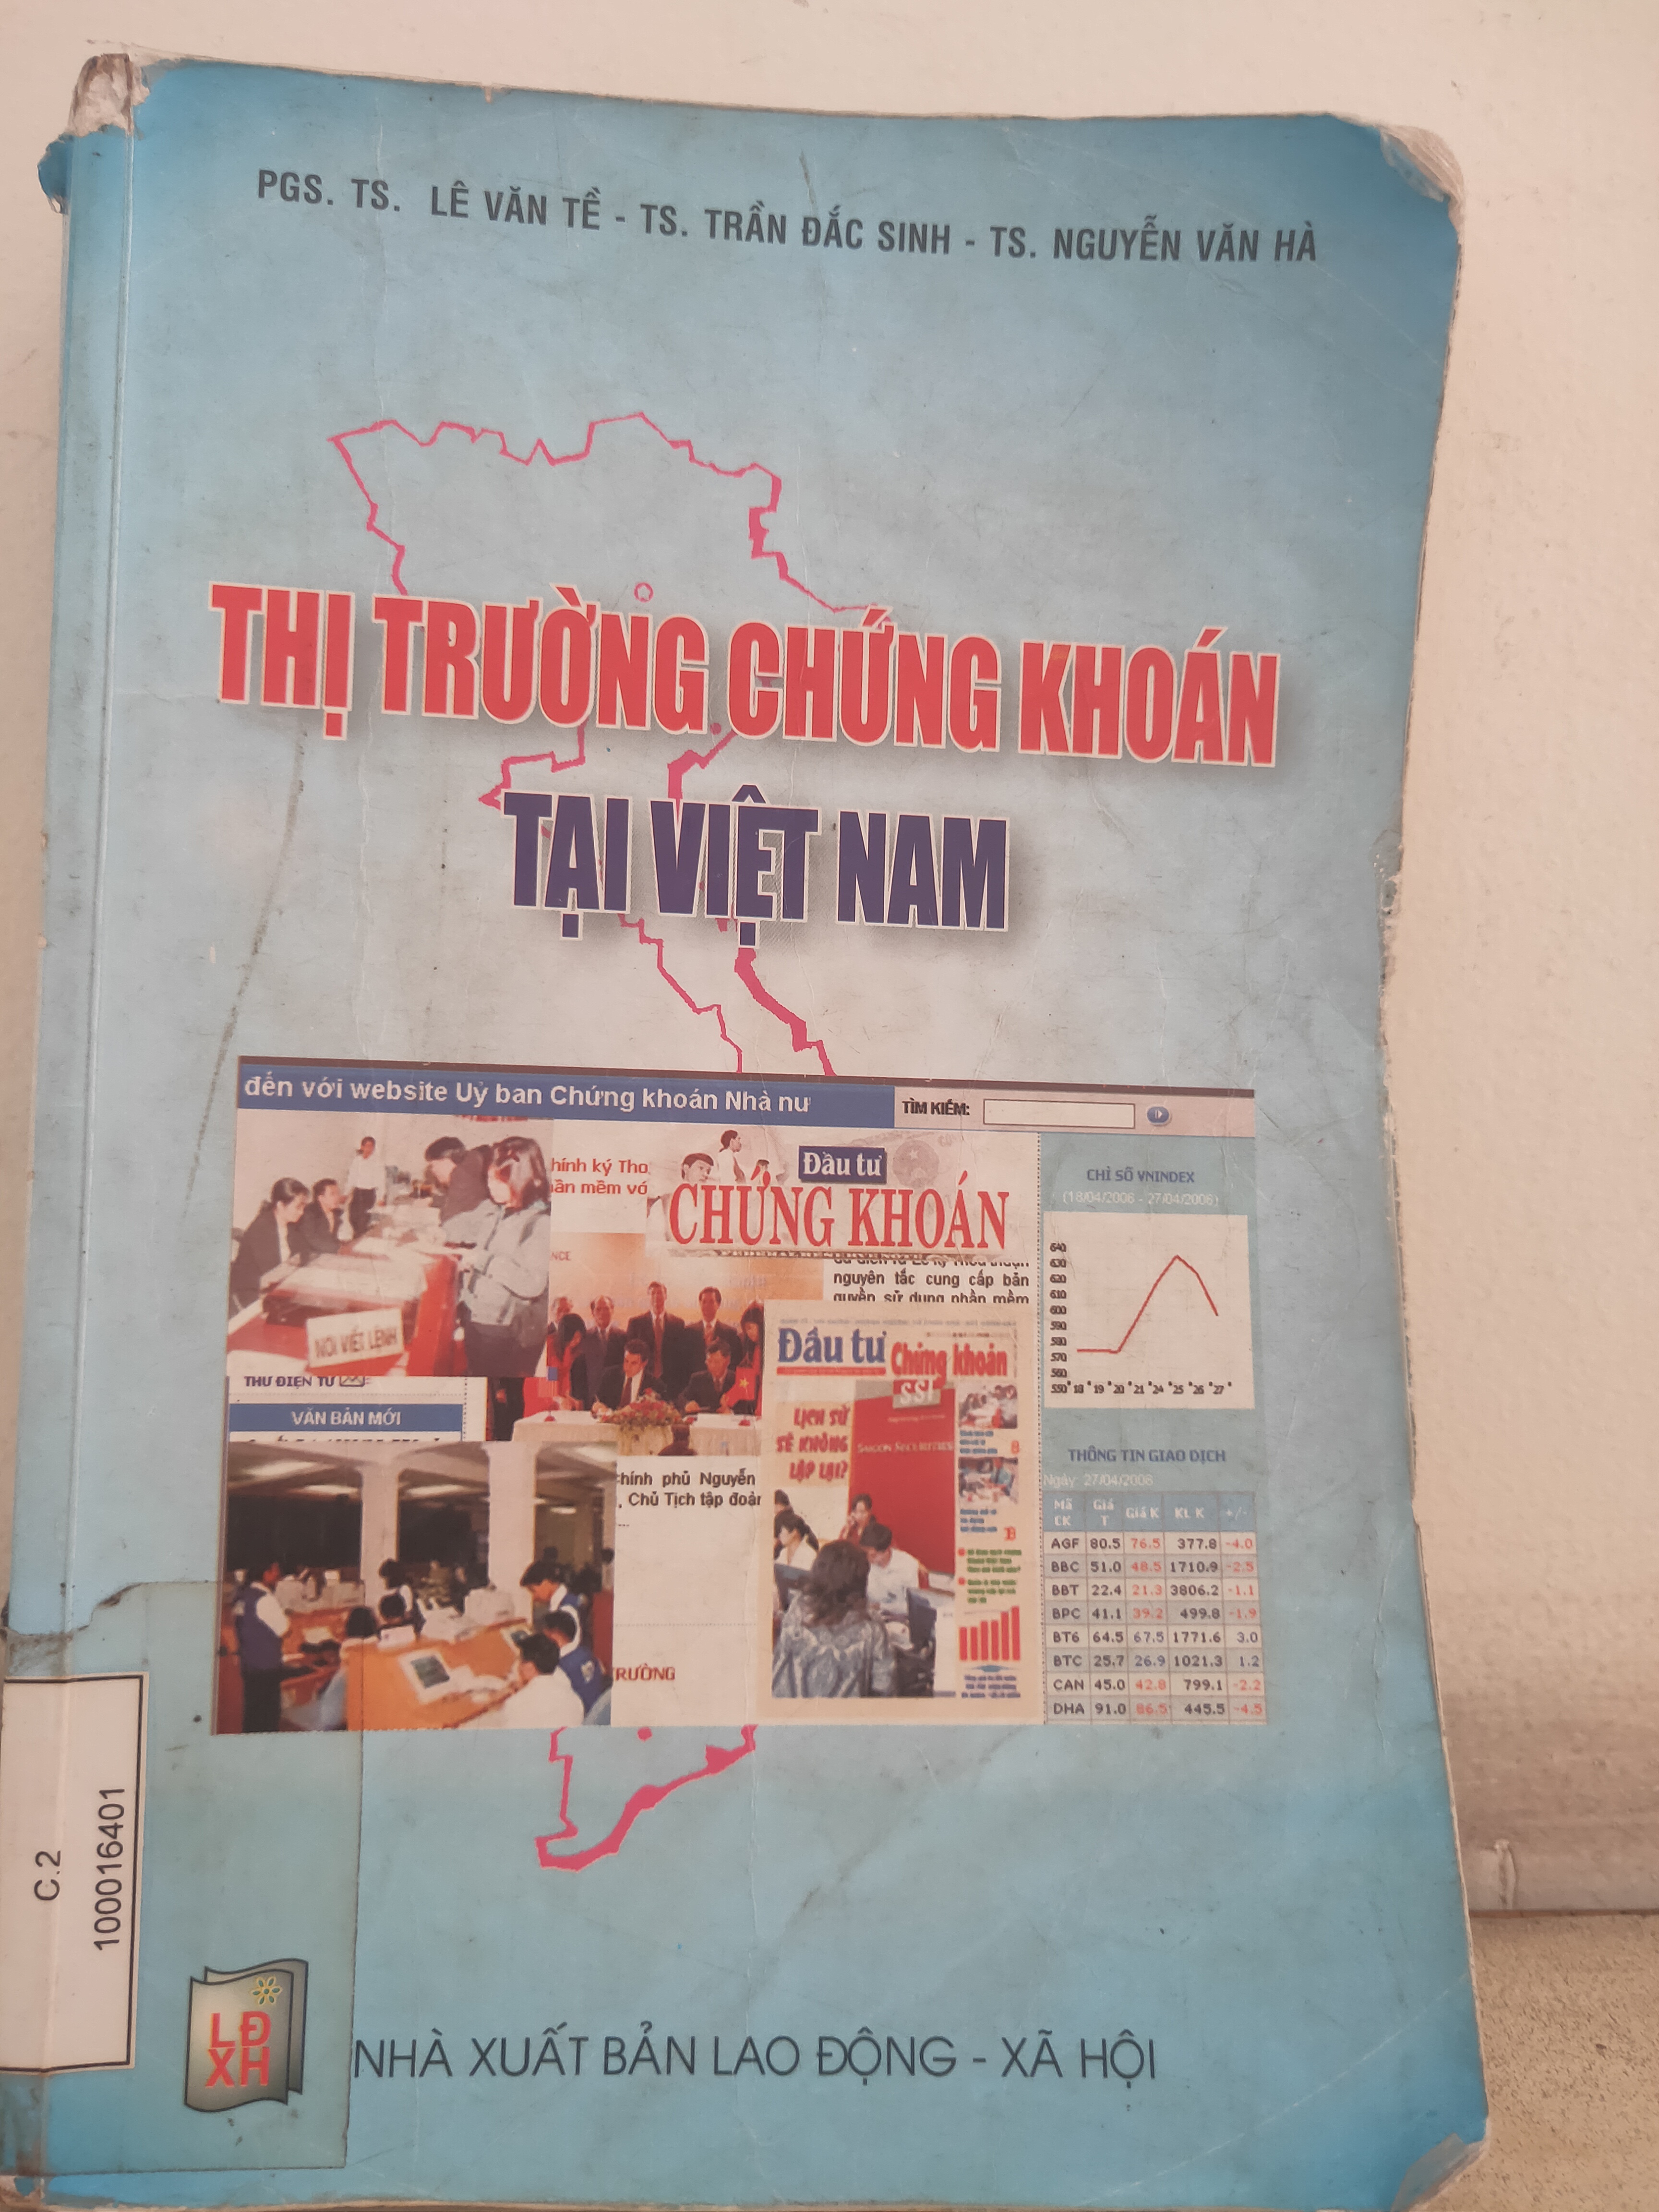 PGS. TS. LÊ VĂN TỀ - TS. TRẦN ĐẮC SINH - TS. NGUYỄN VĂN HÀ
THỊ TRƯỜNG CHỨNG KHOÁN
TẠI VIỆT NAM
đến với website Uỷ ban Chứng khoán Nhà nư
TÌM KIẾM:
hính ký Tho
ần mềm vó
Đầu tư
CHỨNG KHOÁN
FEDERAL RESERVE NOTE
NCE
nguyên tắc cung cấp bản
quyền sử dụng phần mềm
NƠI VIẾT LỆNH
THƯ ĐIỆN TỬ
VĂN BẢN MỚI
Đầu tư Chứng khoán
SSI
SAIGON SECURITIES
LỊCH SỬ
SẼ KHÔNG
LẶP LẠI?
chính phủ Nguyễn
, Chủ Tịch tập đoàn
RƯỜNG
CHỈ SỐ VNINDEX
(18/04/2006 - 27/04/2006)
640
630
620
610
600
590
580
570
560
550 18 19 20 21 24 25 26 27
THÔNG TIN GIAO DỊCH
Ngày 27/04/2006
Mã CK Giá T Giá K KL K +/-
AGF 80.5 76.5 377.8 -4.0
BBC 51.0 48.5 1710.9 -2.5
BBT 22.4 21.3 3806.2 -1.1
BPC 41.1 39.2 499.8 -1.9
BT6 64.5 67.5 1771.6 3.0
BTC 25.7 26.9 1021.3 1.2
CAN 45.0 42.8 799.1 -2.2
DHA 91.0 86.5 445.5 -4.5
C.2
100016401
LĐ
XH
NHÀ XUẤT BẢN LAO ĐỘNG - XÃ HỘI